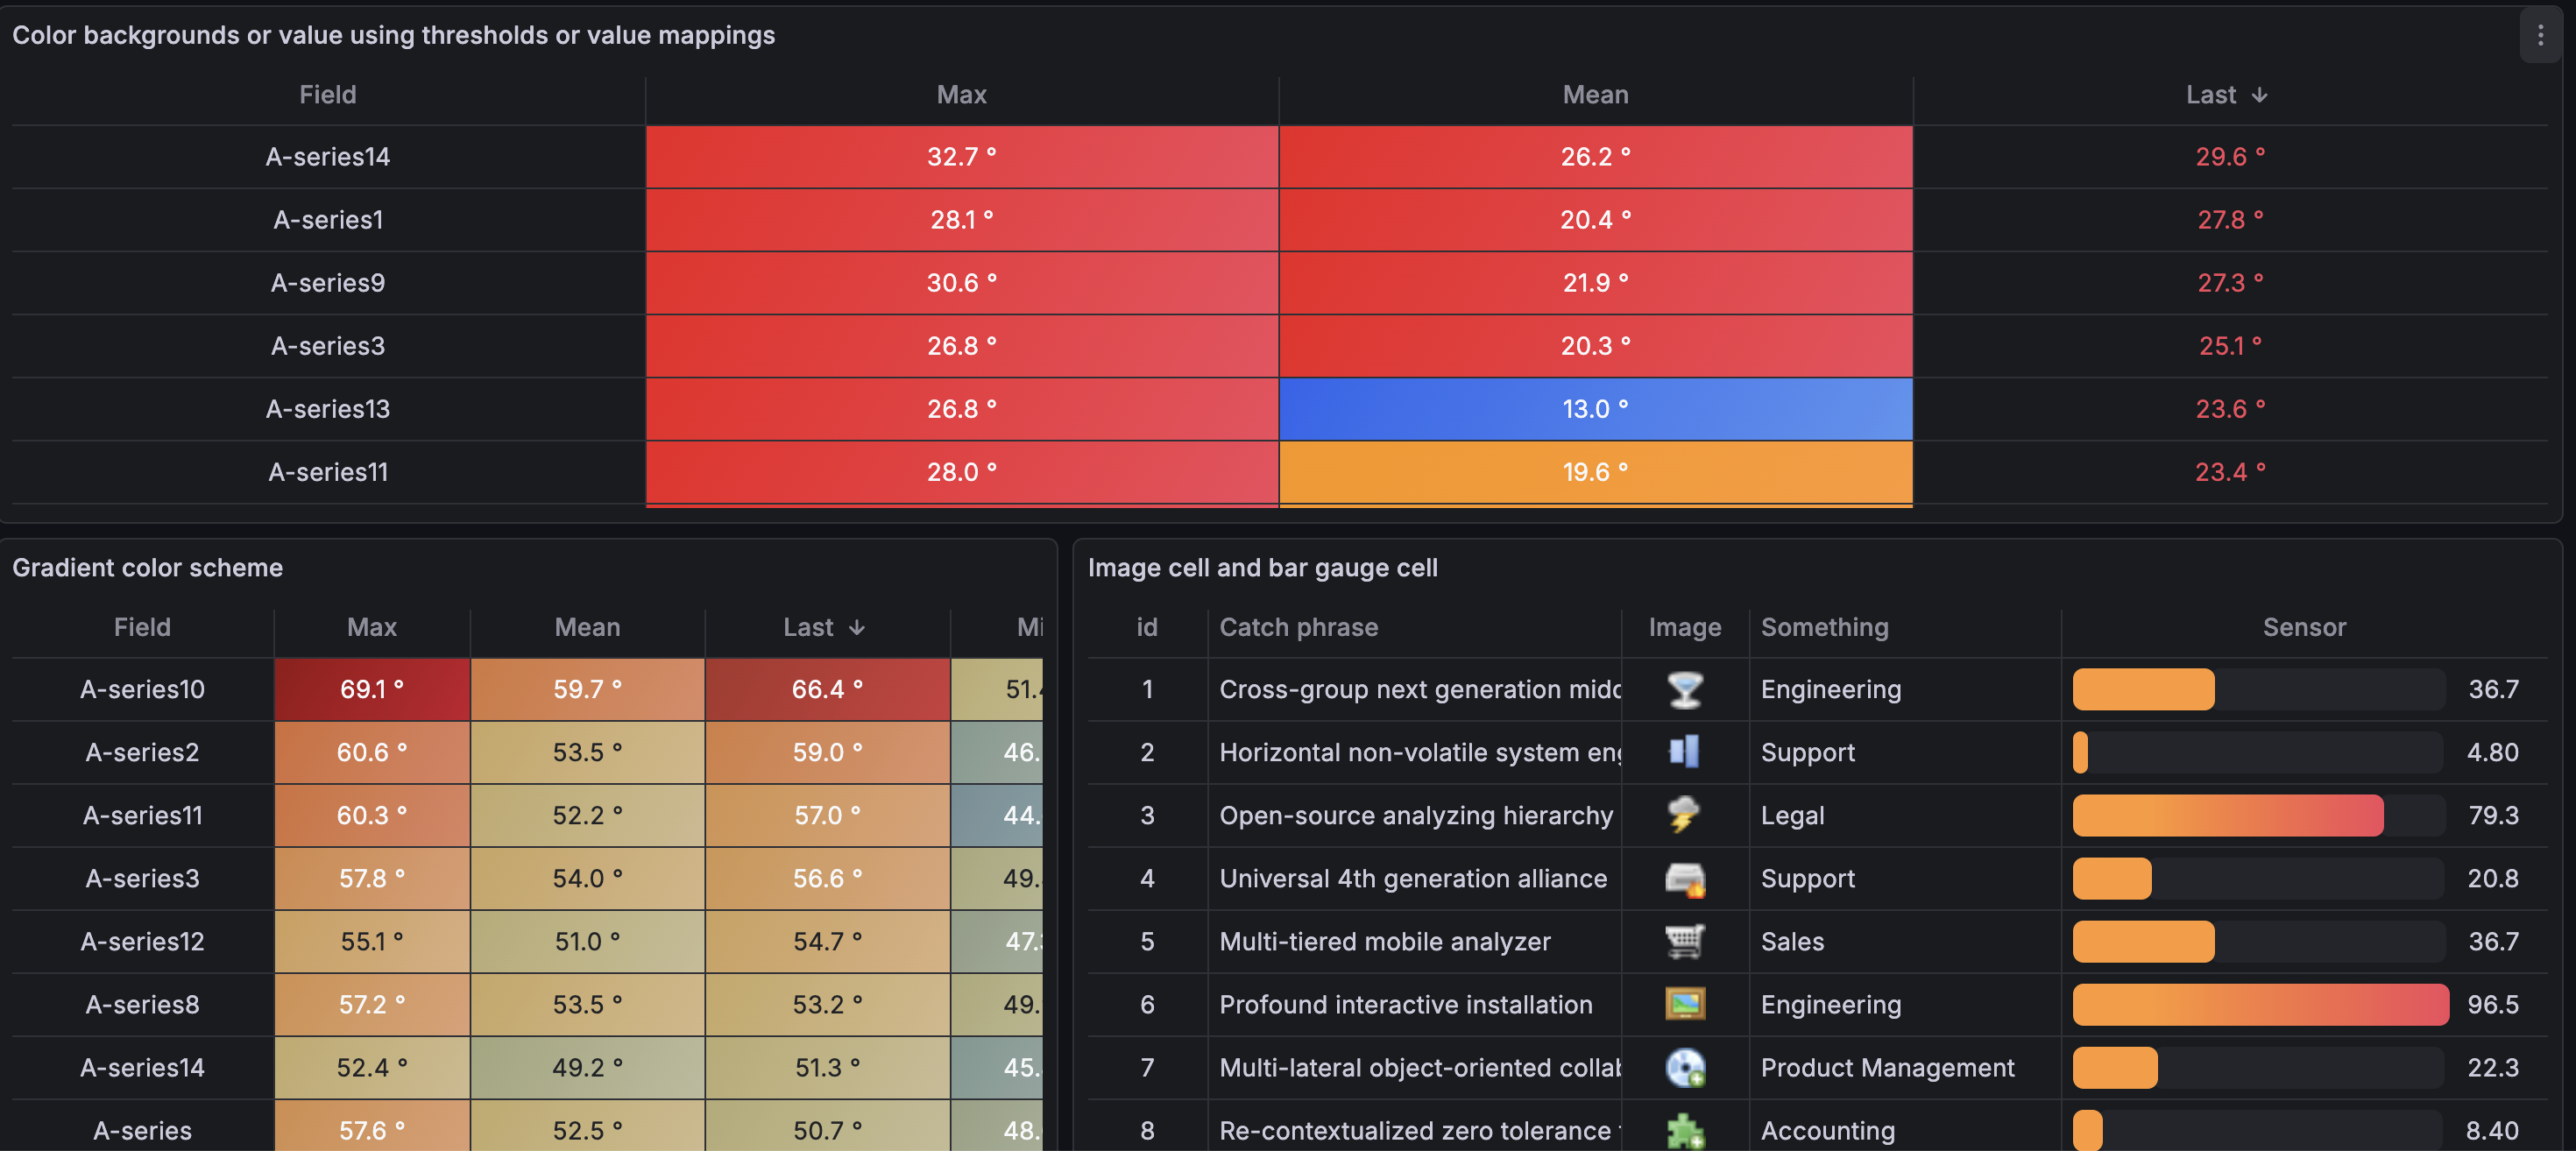 Color backgrounds or value using thresholds or value mappings
Field Max Mean Last
A-series14 32.7 ° 26.2 ° 29.6 °
A-series1 28.1 ° 20.4 ° 27.8 °
A-series9 30.6 ° 21.9 ° 27.3 °
A-series3 26.8 ° 20.3 ° 25.1 °
A-series13 26.8 ° 13.0 ° 23.6 °
A-series11 28.0 ° 19.6 ° 23.4 °
Gradient color scheme
Field Max Mean Last
A-series10 69.1 ° 59.7 ° 66.4 ° 51.
A-series2 60.6 ° 53.5 ° 59.0 ° 46.
A-series11 60.3 ° 52.2 ° 57.0 ° 44.
A-series3 57.8 ° 54.0 ° 56.6 ° 49.
A-series12 55.1 ° 51.0 ° 54.7 ° 47.
A-series8 57.2 ° 53.5 ° 53.2 ° 49.
A-series14 52.4 ° 49.2 ° 51.3 ° 45.
A-series 57.6 ° 52.5 ° 50.7 ° 48.
Image cell and bar gauge cell
id Catch phrase Image Something Sensor
1 Cross-group next generation Engineering 36.7
2 Horizontal non-volatile system Support 4.80
3 Open-source analyzing hierarchy Legal 79.3
4 Universal 4th generation alliance Support 20.8
5 Multi-tiered mobile analyzer Sales 36.7
6 Profound interactive installation Engineering 96.5
7 Multi-lateral object-oriented Product Management 22.3
8 Re-contextualized zero tolerance Accounting 8.40